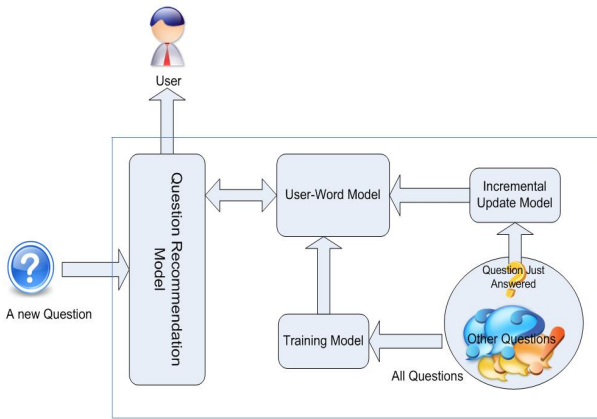 User
Question Recommendation
Model
User-Word Model
Incremental
Update Model
Question Just
Answered
A new Question
Training Model
Other Questions
All Questions